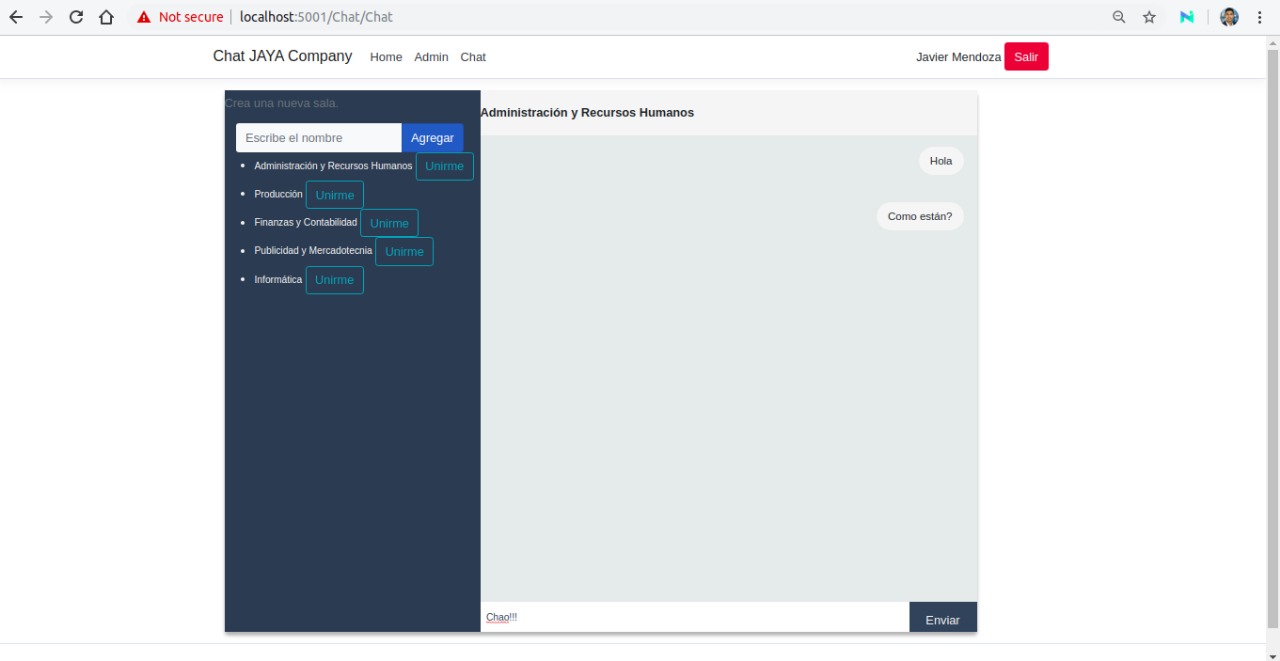 Not secure localhost:5001/Chat/Chat
Chat JAYA Company Home Admin Chat Javier Mendoza Salir
Crea una nueva sala.
Escribe el nombre Agregar
Administración y Recursos Humanos Unirme
Producción Unirme
Finanzas y Contabilidad Unirme
Publicidad y Mercadotecnia Unirme
Informática Unirme
Administración y Recursos Humanos
Hola
Como están?
Chao!!! Enviar